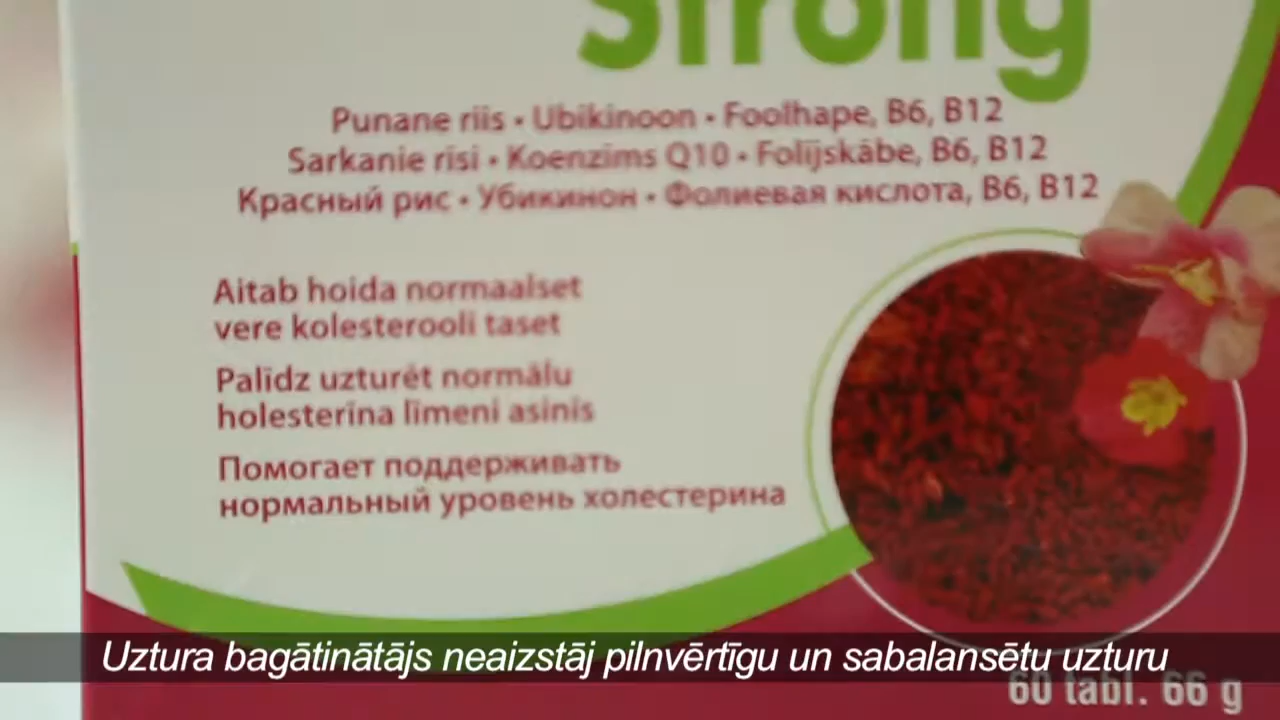 Strong
Punane riis • Ubikinoon • Foolhape, B6, B12
Sarkanie rīsi • Koenzīms Q10 • Folijskābe, B6, B12
Красный рис • Убикинон • Фолиевая кислота, B6, B12
Aitab hoida normaalset
vere kolesterooli taset
Palīdz uzturēt normālu
holesterīna līmeni asinīs
Помогает поддерживать
нормальный уровень холестерина
Uztura bagātinātājs neaizstāj pilnvērtīgu un sabalansētu uzturu
60 tabl. 66 g